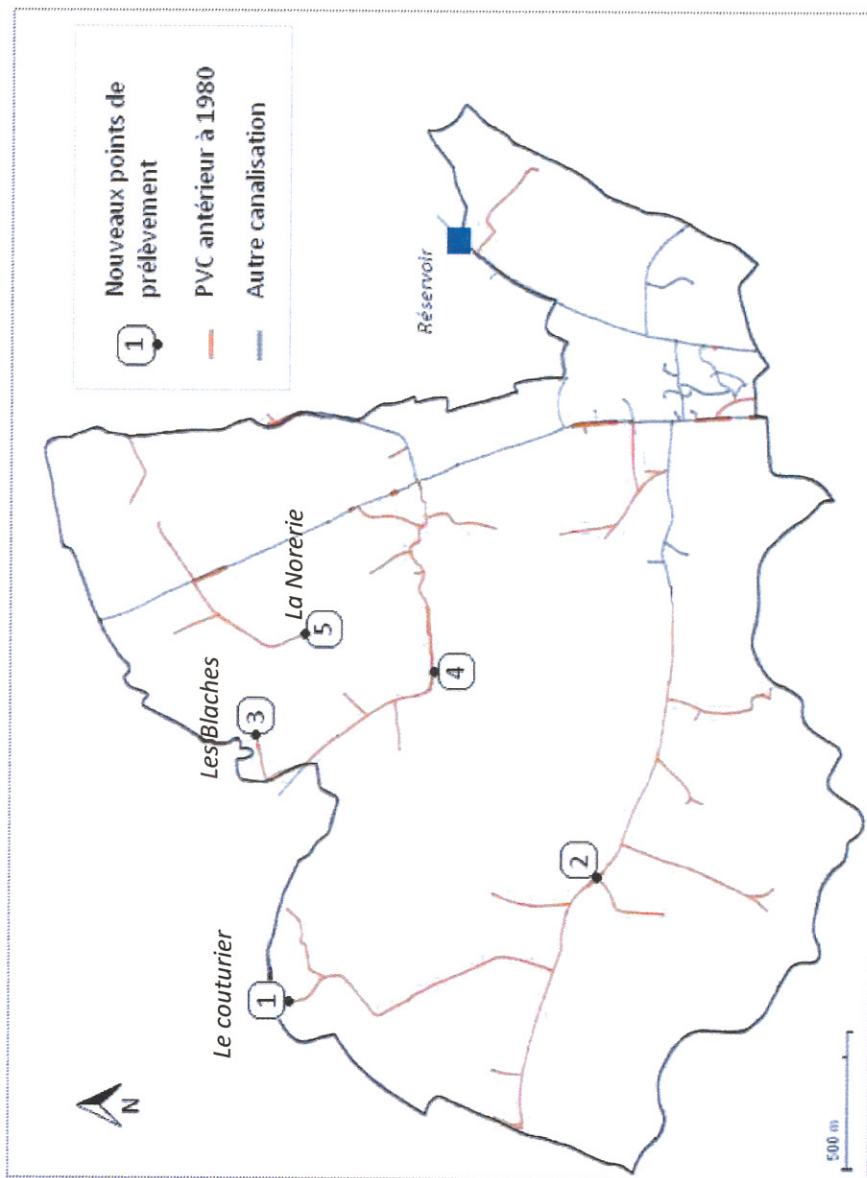 1
Nouveaux points de
prélèvement
PVC antérieur à 1980
Autre canalisation
N
Le couturier
1
Les Blaches
3
La Norerie
5
4
2
Réservoir
500 m